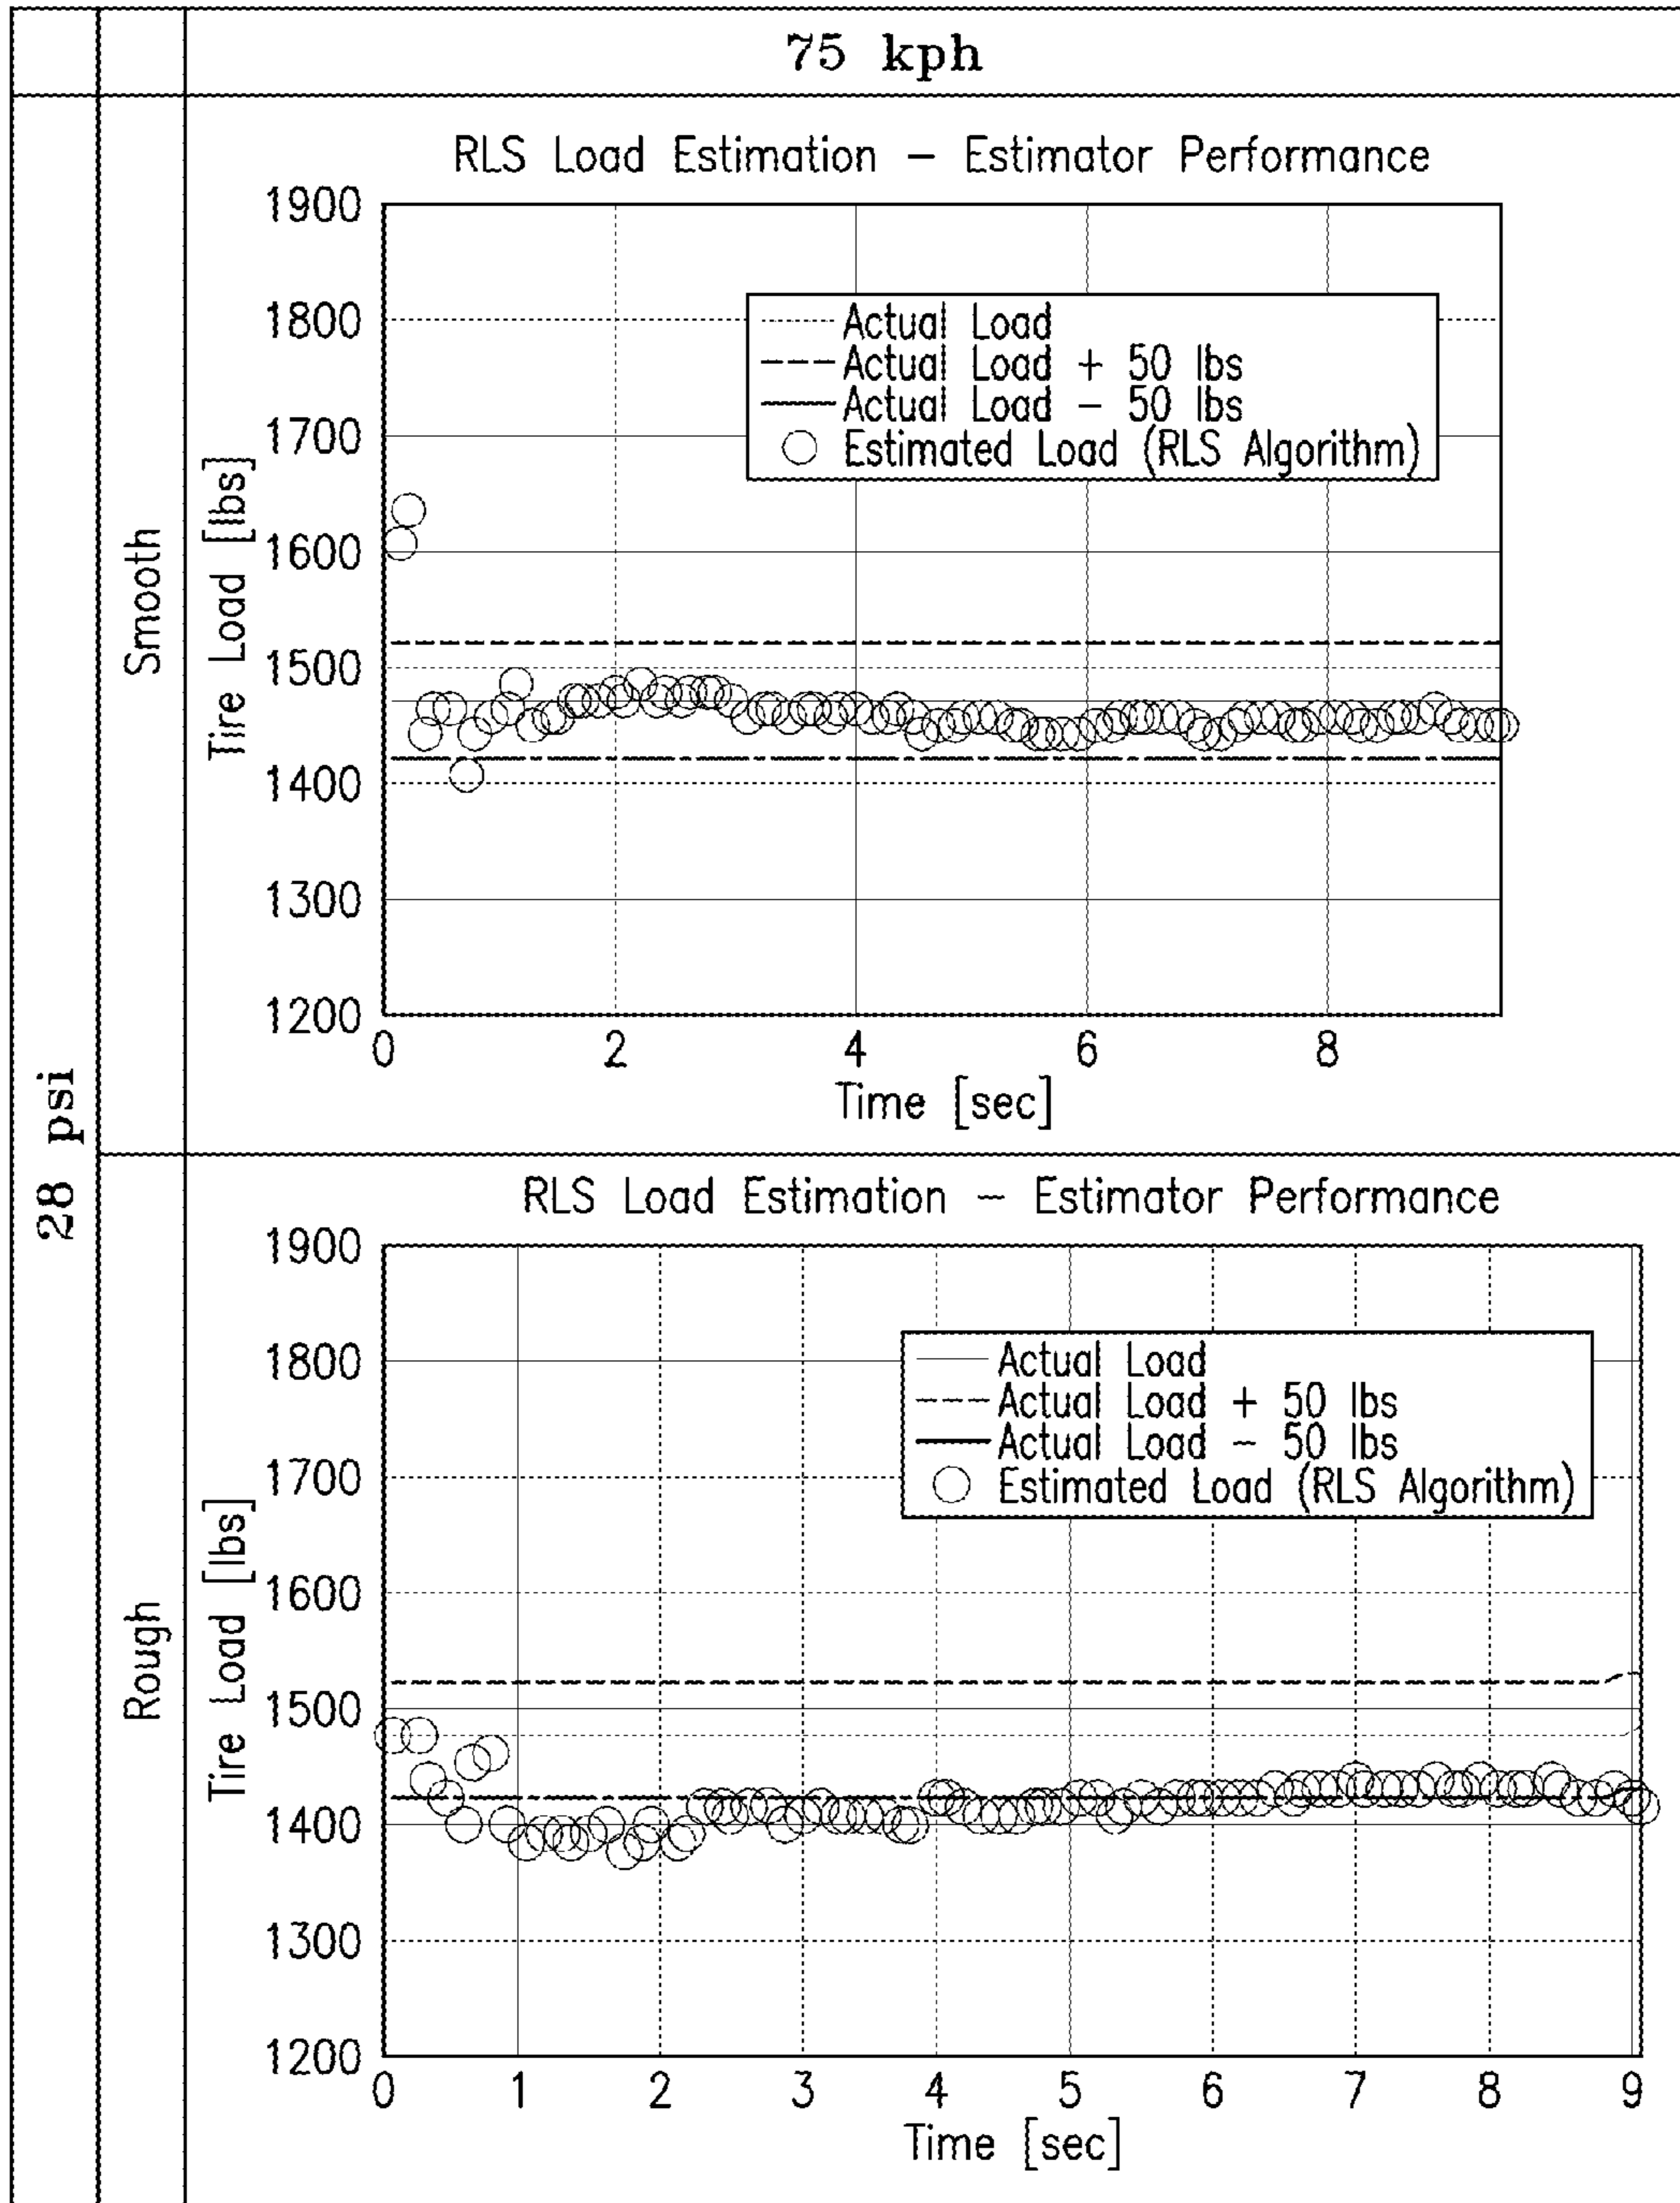 75 kph
28 psi
Smooth
RLS Load Estimation – Estimator Performance
Tire Load [lbs]
1900
1800
1700
1600
1500
1400
1300
1200
Actual Load
Actual Load + 50 lbs
Actual Load – 50 lbs
Estimated Load (RLS Algorithm)
0 2 4 6 8
Time [sec]
Rough
RLS Load Estimation – Estimator Performance
Tire Load [lbs]
1900
1800
1700
1600
1500
1400
1300
1200
Actual Load
Actual Load + 50 lbs
Actual Load – 50 lbs
Estimated Load (RLS Algorithm)
0 1 2 3 4 5 6 7 8 9
Time [sec]